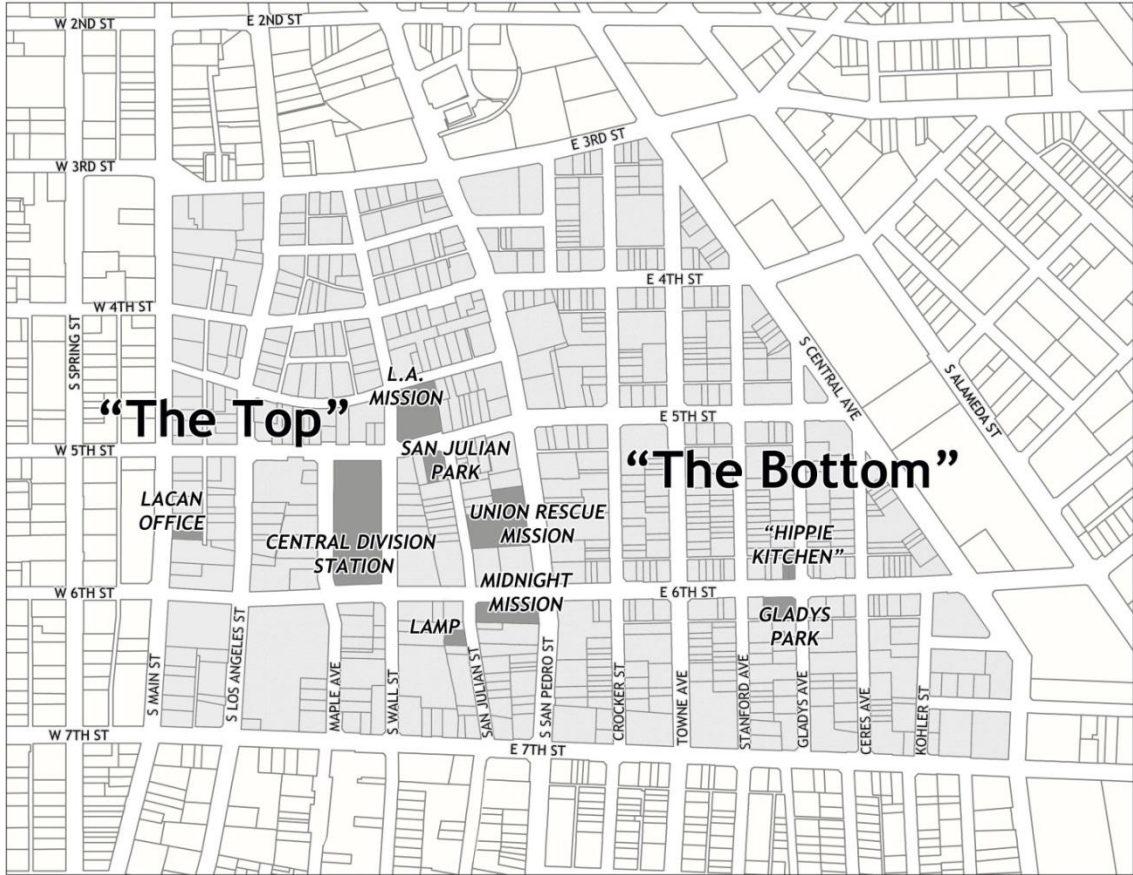 W 2ND ST
E 2ND ST
W 3RD ST
E 3RD ST
W 4TH ST
E 4TH ST
S SPRING ST
S CENTRAL AVE
S ALAMEDA ST
L.A.
MISSION
“The Top”
E 5TH ST
W 5TH ST
SAN JULIAN
PARK
“The Bottom”
LACAN
OFFICE
UNION RESCUE
MISSION
CENTRAL DIVISION
STATION
“HIPPIE
KITCHEN”
MIDNIGHT
MISSION
W 6TH ST
E 6TH ST
LAMP
GLADYS
PARK
S MAIN ST
S LOS ANGELES ST
MAPLE AVE
S WALL ST
SAN JULIAN ST
S SAN PEDRO ST
CROCKER ST
TOWNE AVE
STANFORD AVE
GLADYS AVE
CERES AVE
KOHLER ST
W 7TH ST
E 7TH ST